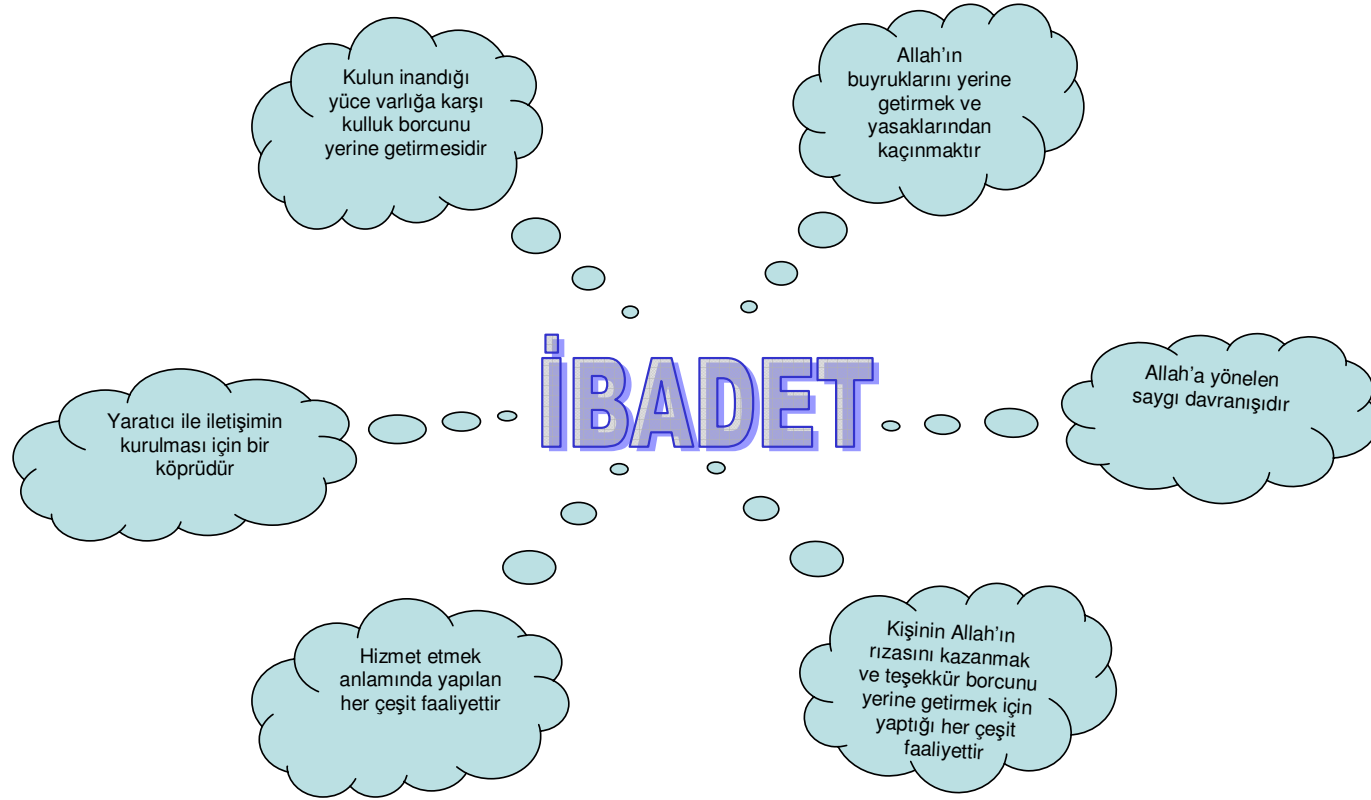 Kulun inandığı
yüce varlığa karşı
kulluk borcunu
yerine getirmesidir
Allah’ın
buyruklarını yerine
getirmek ve
yasaklarından
kaçınmaktır
İBADET
Yaratıcı ile iletişimin
kurulması için bir
köprüdür
Allah’a yönelen
saygı davranışıdır
Hizmet etmek
anlamında yapılan
her çeşit faaliyettir
Kişinin Allah’ın
rızasını kazanmak
ve teşekkür borcunu
yerine getirmek için
yaptığı her çeşit
faaliyettir